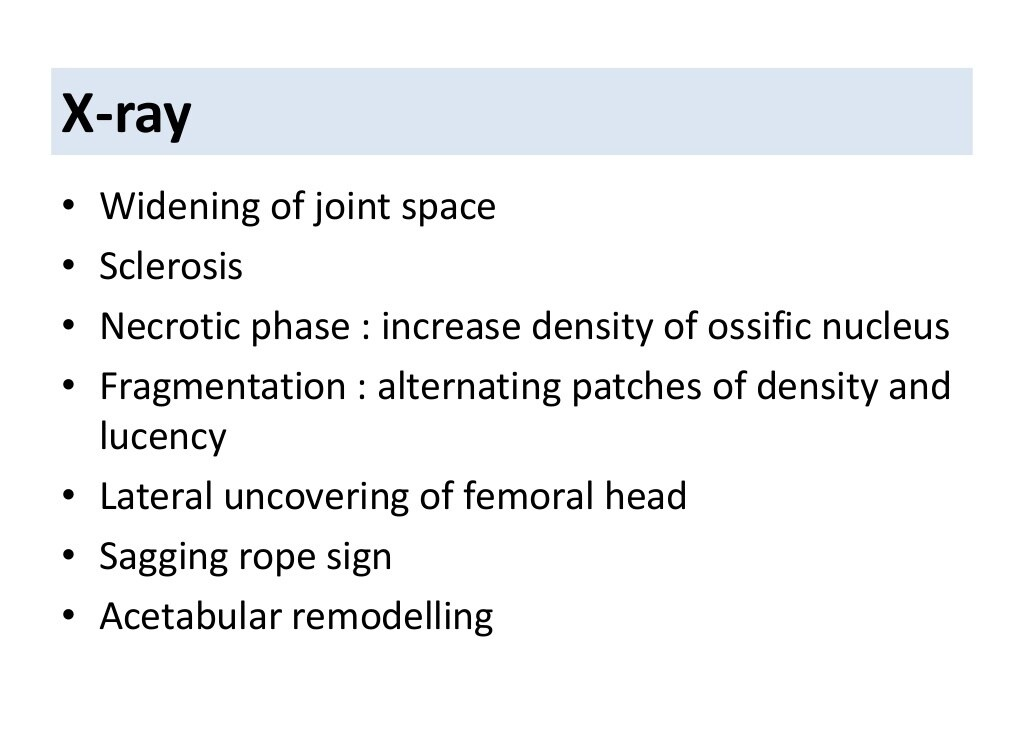 X-ray
• Widening of joint space
• Sclerosis
• Necrotic phase : increase density of ossific nucleus
• Fragmentation : alternating patches of density and
lucency
• Lateral uncovering of femoral head
• Sagging rope sign
• Acetabular remodelling